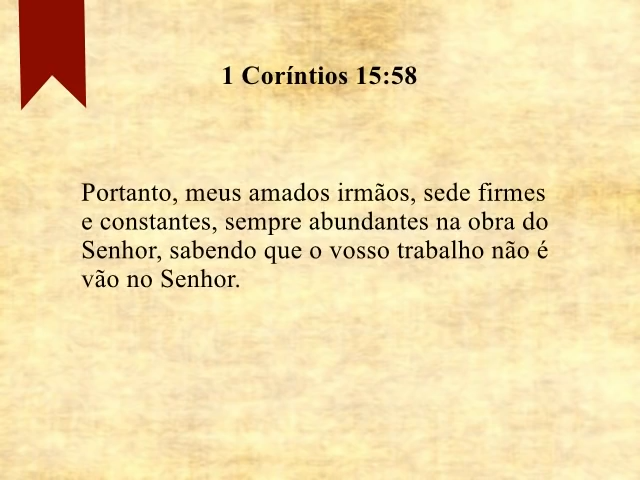 1 Coríntios 15:58
Portanto, meus amados irmãos, sede firmes
e constantes, sempre abundantes na obra do
Senhor, sabendo que o vosso trabalho não é
vão no Senhor.